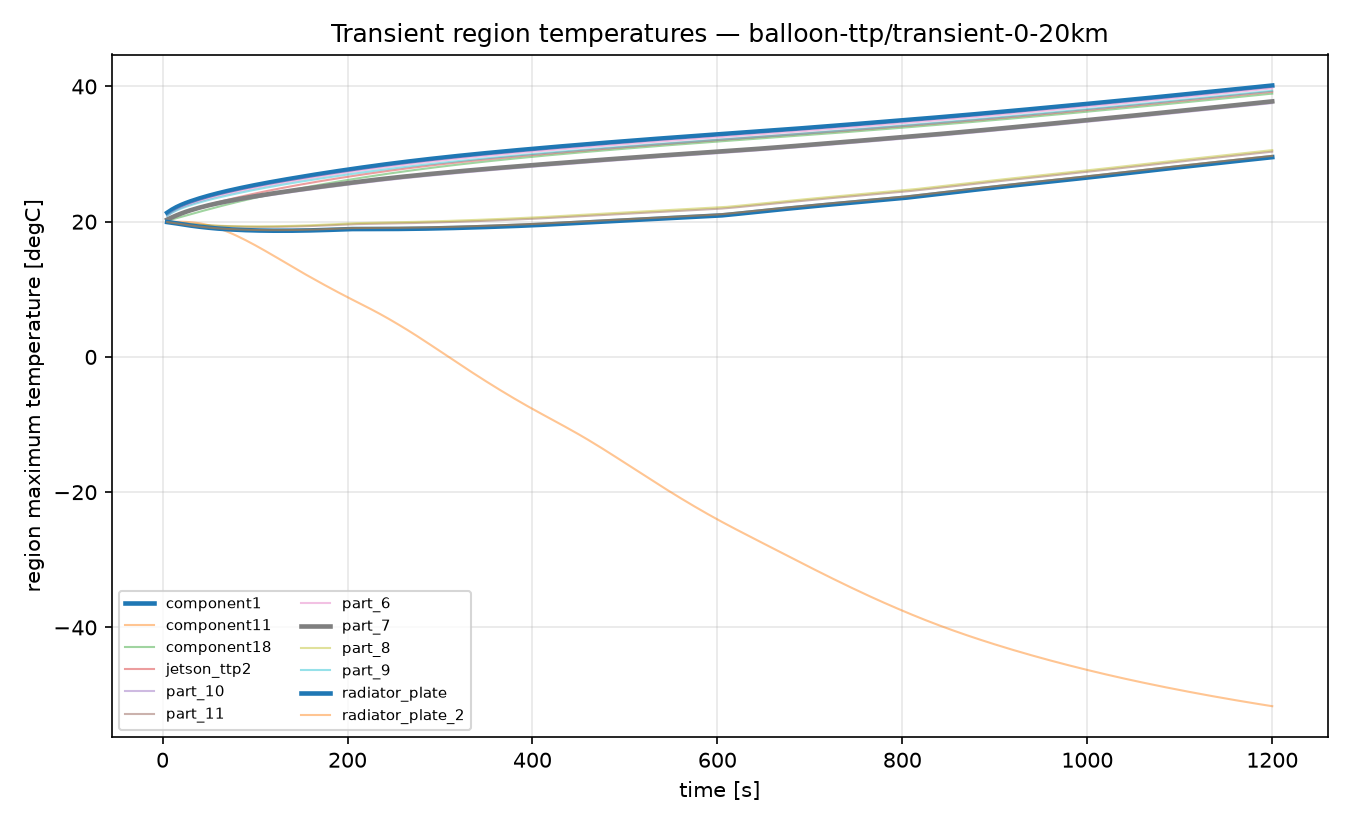 Transient region temperatures — balloon-ttp/transient-0-20km
region maximum temperature [degC]
40
20
0
−20
−40
component1
component11
component18
jetson_ttp2
part_10
part_11
part_6
part_7
part_8
part_9
radiator_plate
radiator_plate_2
0 200 400 600 800 1000 1200
time [s]